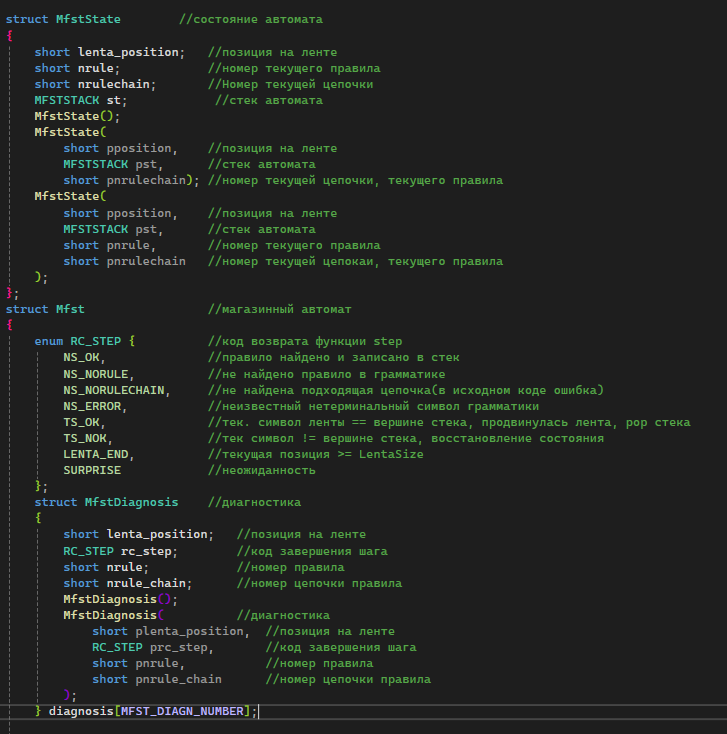 struct MfstState        //состояние автомата
{
    short lenta_position;   //позиция на ленте
    short nrule;            //номер текущего правила
    short nrulechain;       //Номер текущей цепочки
    MFSTSTACK st;            //стек автомата
    MfstState();
    MfstState(
        short pposition,    //позиция на ленте
        MFSTSTACK pst,      //стек автомата
        short pnrulechain); //номер текущей цепочки, текущего правила
    MfstState(
        short pposition,    //позиция на ленте
        MFSTSTACK pst,      //стек автомата
        short pnrule,       //номер текущего правила
        short pnrulechain   //номер текущей цепокаи, текущего правила
    );
};
struct Mfst                 //магазинный автомат
{
    enum RC_STEP {          //код возврата функции step
        NS_OK,              //правило найдено и записано в стек
        NS_NORULE,          //не найдено правило в грамматике
        NS_NORULECHAIN,     //не найдена подходящая цепочка(в исходном коде ошибка)
        NS_ERROR,           //неизвестный нетерминальный символ грамматики
        TS_OK,              //тек. символ ленты == вершине стека, продвинулась лента, pop стека
        TS_NOK,             //тек символ != вершине стека, восстановление состояния
        LENTA_END,          //текущая позиция >= LentaSize
        SURPRISE            //неожиданность
    };
    struct MfstDiagnosis    //диагностика
    {
        short lenta_position;   //позиция на ленте
        RC_STEP rc_step;        //код завершения шага
        short nrule;            //номер правила
        short nrule_chain;      //номер цепочки правила
        MfstDiagnosis();
        MfstDiagnosis(          //диагностика
            short plenta_position,  //позиция на ленте
            RC_STEP prc_step,       //код завершения шага
            short pnrule,           //номер правила
            short pnrule_chain      //номер цепочки правила
        );
    } diagnosis[MFST_DIAGN_NUMBER];